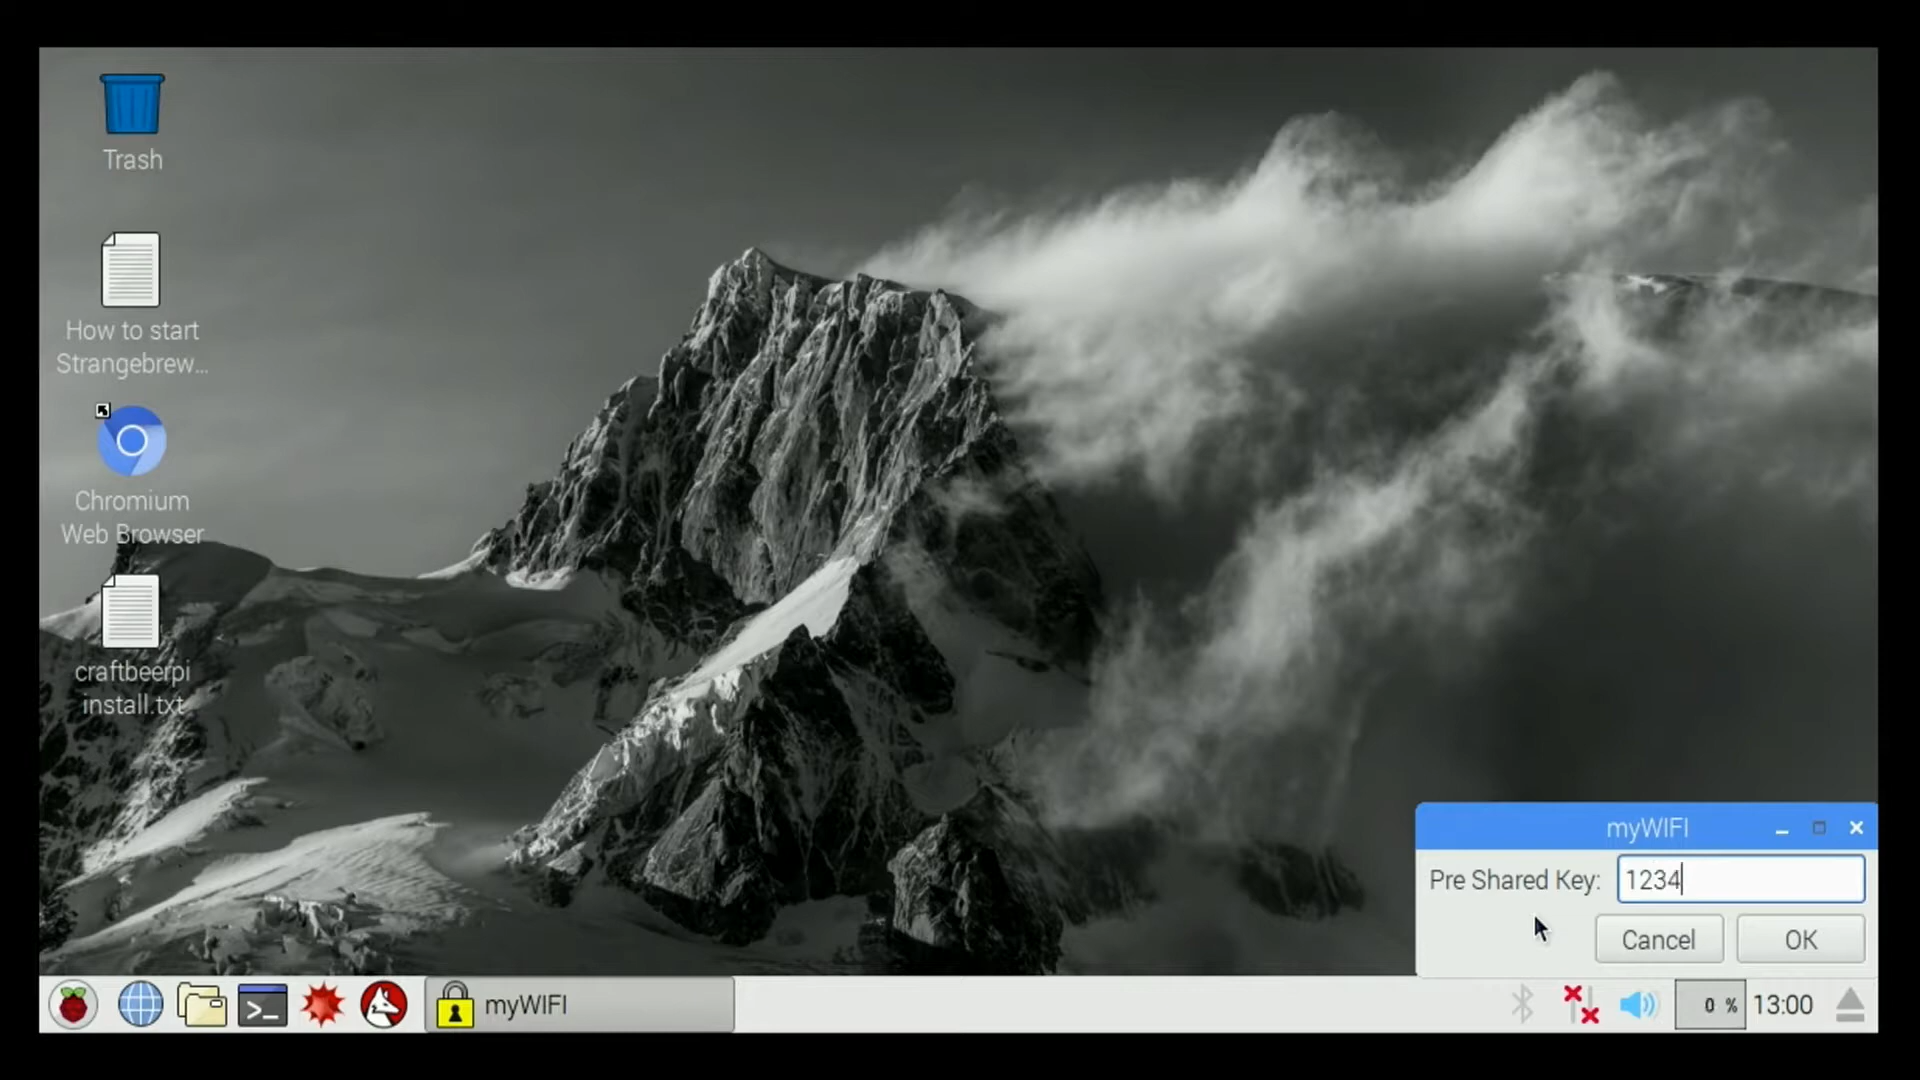 Trash
How to start
Strangebrew...
Chromium
Web Browser
craftbeerpi
install.txt
myWIFI
Pre Shared Key: 1234
Cancel OK
>_ myWIFI 0 % 13:00